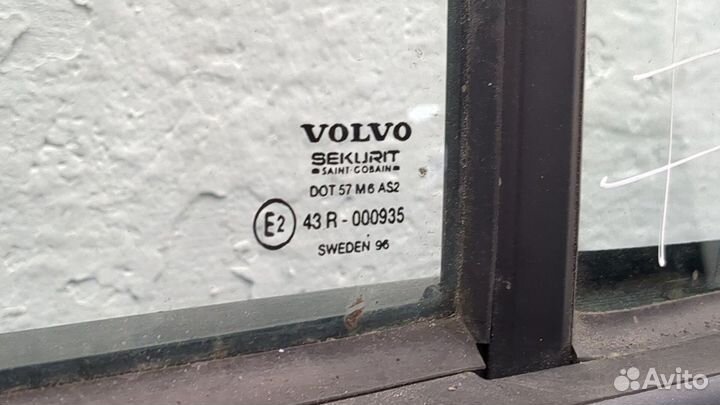 VOLVO
SEKURIT
SAINT-GOBAIN
DOT 57 M6 AS2
E2 43 R - 000935
SWEDEN 96
Avito